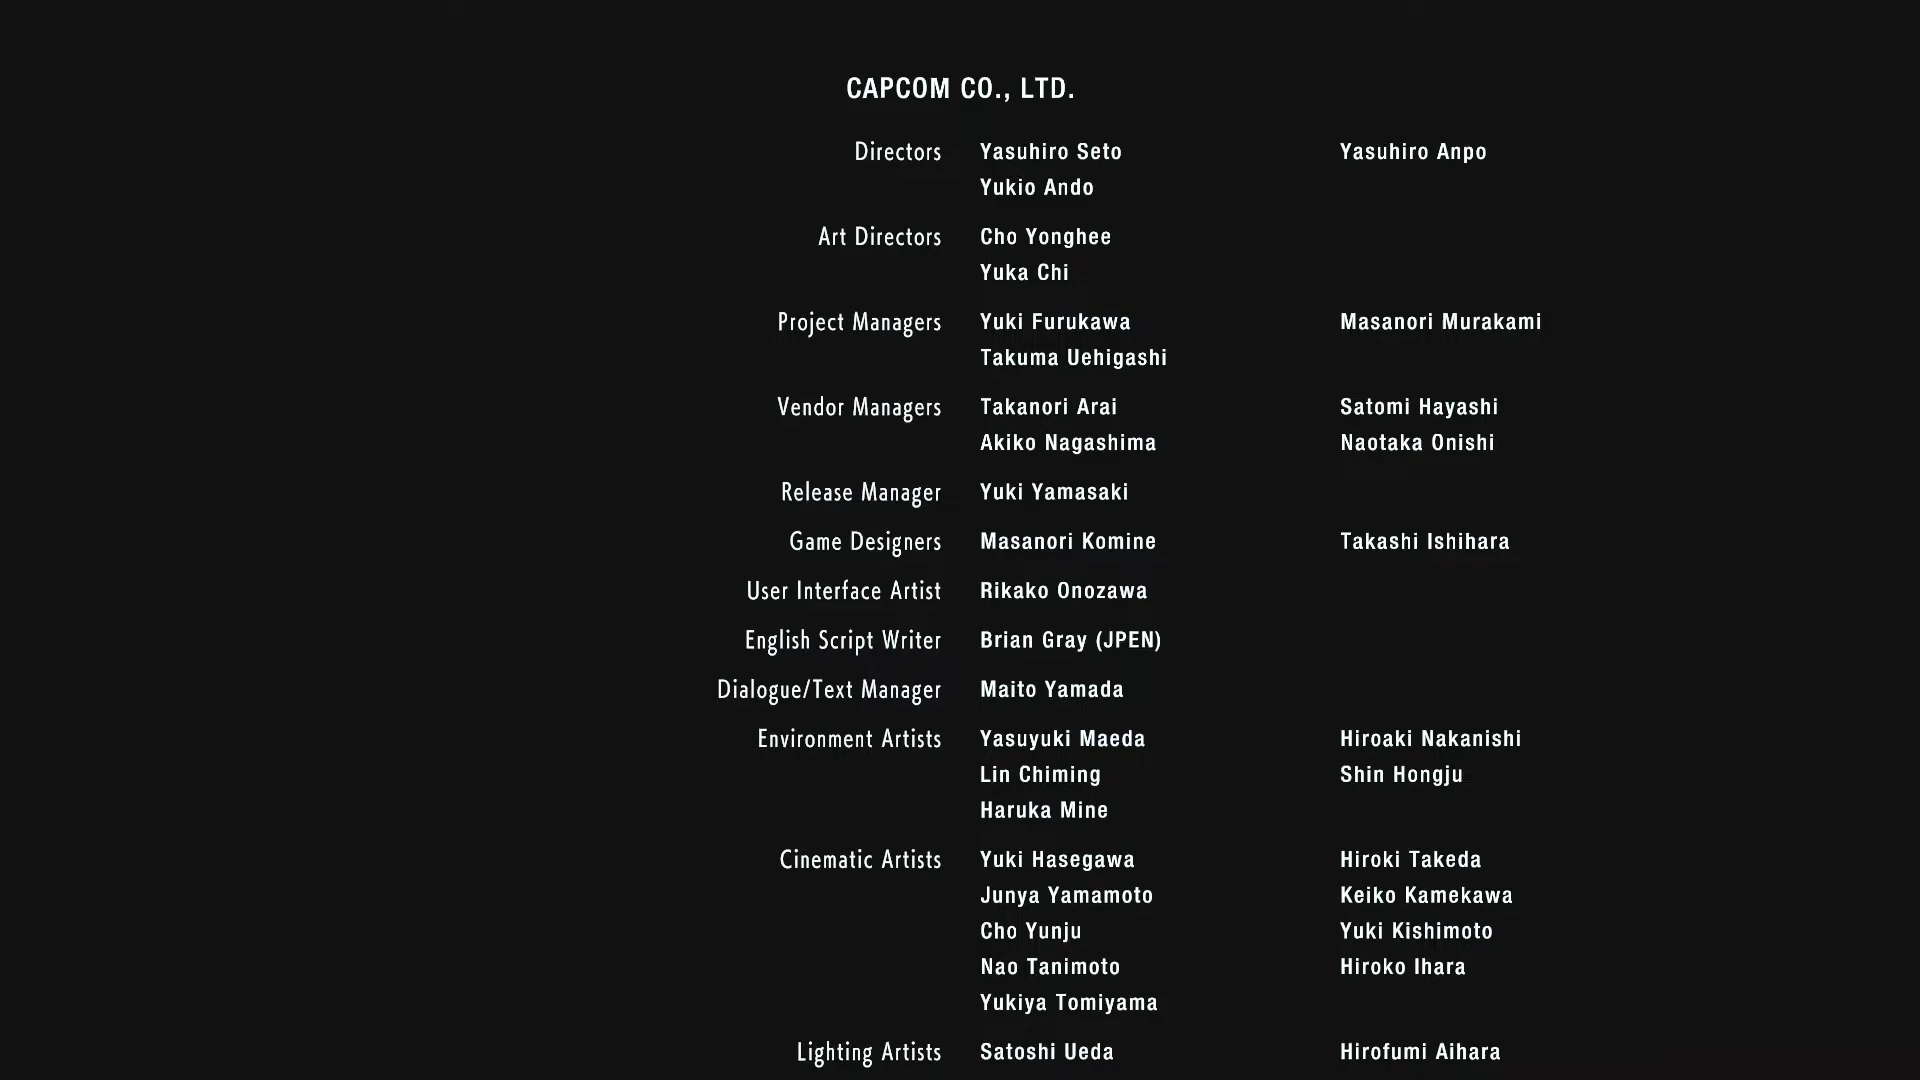 CAPCOM CO., LTD.
Directors Yasuhiro Seto Yasuhiro Anpo
Yukio Ando
Art Directors Cho Yonghee
Yuka Chi
Project Managers Yuki Furukawa Masanori Murakami
Takuma Uehigashi
Vendor Managers Takanori Arai Satomi Hayashi
Akiko Nagashima Naotaka Onishi
Release Manager Yuki Yamasaki
Game Designers Masanori Komine Takashi Ishihara
User Interface Artist Rikako Onozawa
English Script Writer Brian Gray (JPEN)
Dialogue/Text Manager Maito Yamada
Environment Artists Yasuyuki Maeda Hiroaki Nakanishi
Lin Chiming Shin Hongju
Haruka Mine
Cinematic Artists Yuki Hasegawa Hiroki Takeda
Junya Yamamoto Keiko Kamekawa
Cho Yunju Yuki Kishimoto
Nao Tanimoto Hiroko Ihara
Yukiya Tomiyama
Lighting Artists Satoshi Ueda Hirofumi Aihara